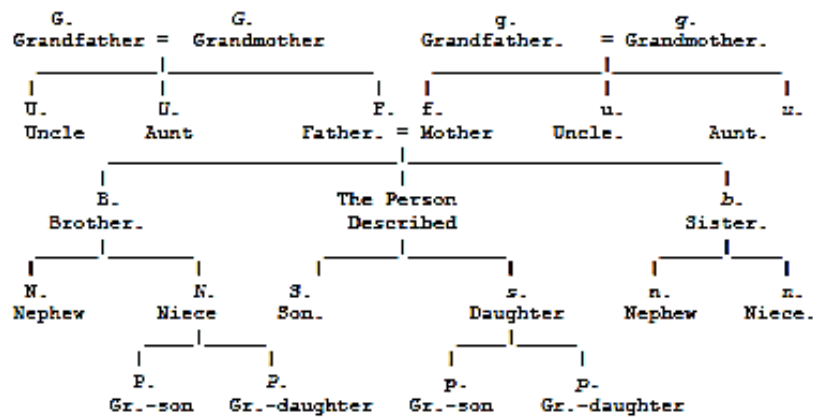 G. G. g. g.
Grandfather = Grandmother Grandfather. = Grandmother.
U. U. F. f. u. u.
Uncle Aunt Father. = Mother Uncle. Aunt.
B. The Person b.
Brother. Described Sister.
N. N. S. s. n. n.
Nephew Niece Son. Daughter Nephew Niece.
P. P. p. p.
Gr.-son Gr.-daughter Gr.-son Gr.-daughter